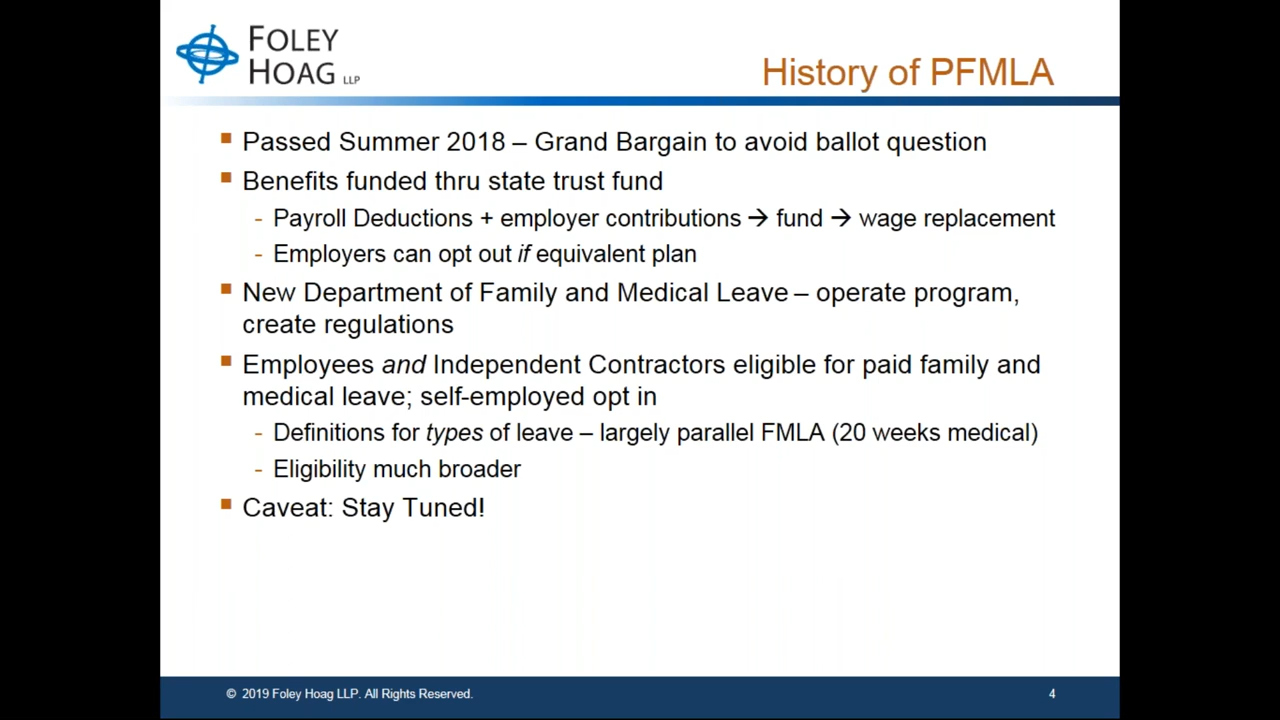 FOLEY
HOAG LLP
History of PFMLA
▪ Passed Summer 2018 – Grand Bargain to avoid ballot question
▪ Benefits funded thru state trust fund
- Payroll Deductions + employer contributions → fund → wage replacement
- Employers can opt out if equivalent plan
▪ New Department of Family and Medical Leave – operate program,
create regulations
▪ Employees and Independent Contractors eligible for paid family and
medical leave; self-employed opt in
- Definitions for types of leave – largely parallel FMLA (20 weeks medical)
- Eligibility much broader
▪ Caveat: Stay Tuned!
© 2019 Foley Hoag LLP. All Rights Reserved.
4